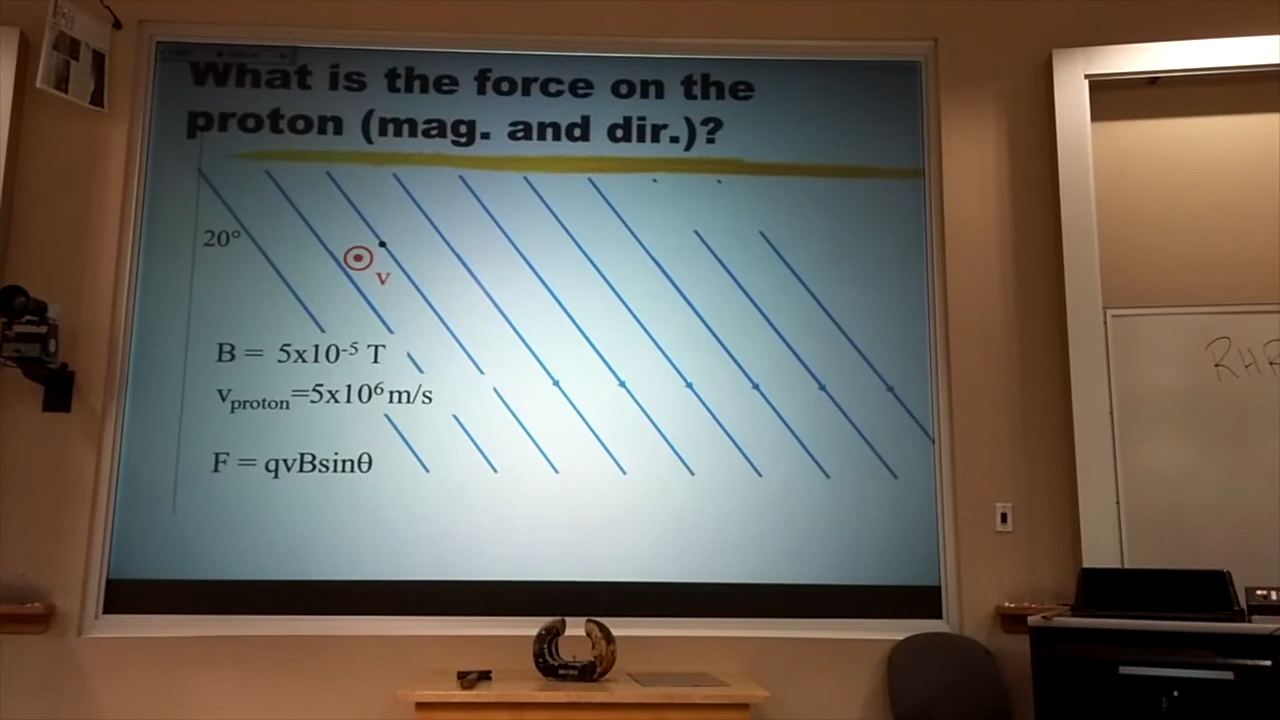 What is the force on the
proton (mag. and dir.)?
20°
v
B = 5x10⁻⁵ T
vproton=5x10⁶ m/s
F = qvBsinθ
RHR